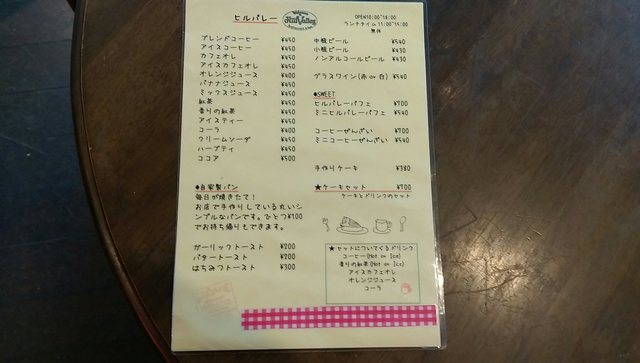 ヒルバレー
Hill Valley
OPEN10:00~18:00
ランチタイム11:00~15:00
無休
ブレンドコーヒー ¥450
アイスコーヒー ¥450
カフェオレ ¥450
アイスカフェオレ ¥450
オレンジジュース ¥450
バナナジュース ¥450
ミックスジュース ¥450
紅茶 ¥450
香りの紅茶 ¥450
アイスティー ¥450
コーラ ¥400
クリームソーダ ¥450
ハーブティ ¥450
ココア ¥500
●自家製パン
毎日が焼きたて!
お店で手作りしている丸いシ
ンプルなパンです。ひとつ¥100
でお持ち帰りもできます。
ガーリックトースト ¥200
バタートースト ¥200
はちみつトースト ¥300
中瓶ビール ¥540
小瓶ビール ¥430
ノンアルコールビール ¥430
グラスワイン(赤 or 白) ¥540
●SWEET
ヒルバレーパフェ ¥700
ミニヒルバレーパフェ ¥540
コーヒーぜんざい ¥700
ミニコーヒーぜんざい ¥540
手作りケーキ ¥380
★ケーキセット ¥700
ケーキとドリンクのセット
★セットについてくるドリンク
コーヒー(Hot or Ice)
香りの紅茶(Hot or Ice)
アイスカフェオレ
オレンジジュース
コーラ